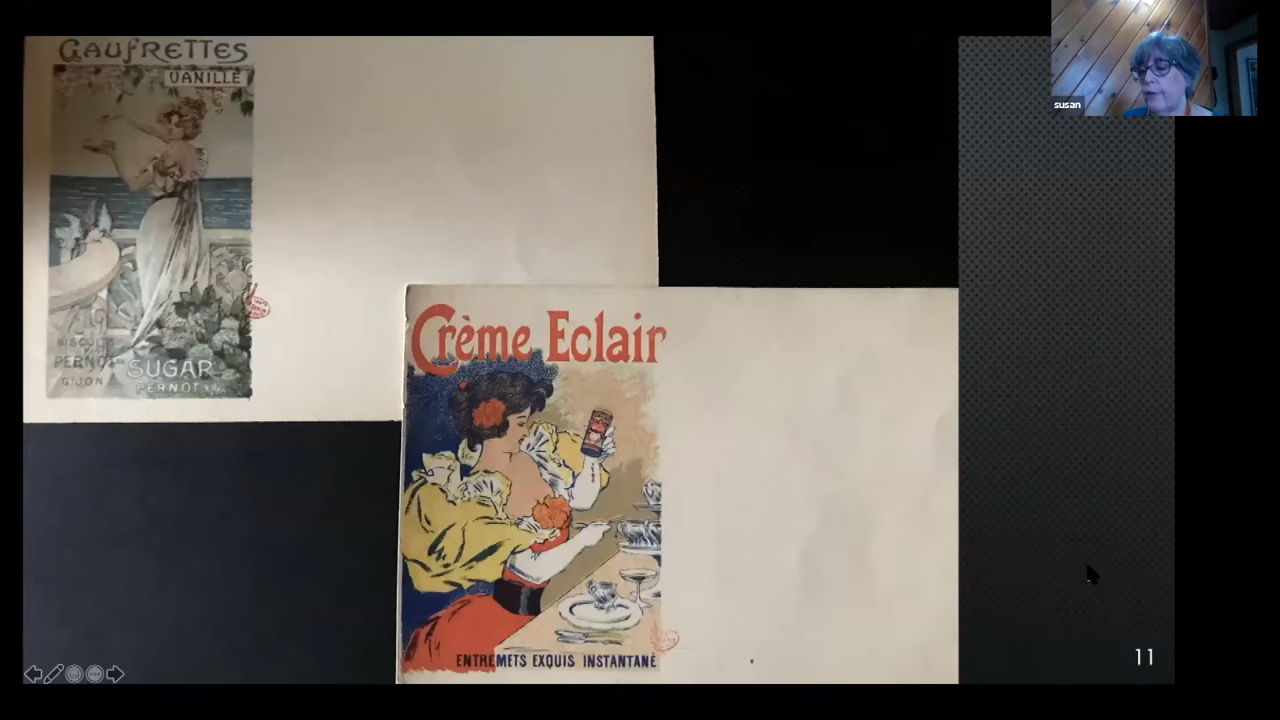 susan
GAUFRETTES
VANILLE
BISCUITS
PERNOT
DIJON
SUGAR
PERNOT
Crème Eclair
ENTREMETS EXQUIS INSTANTANÉ
11